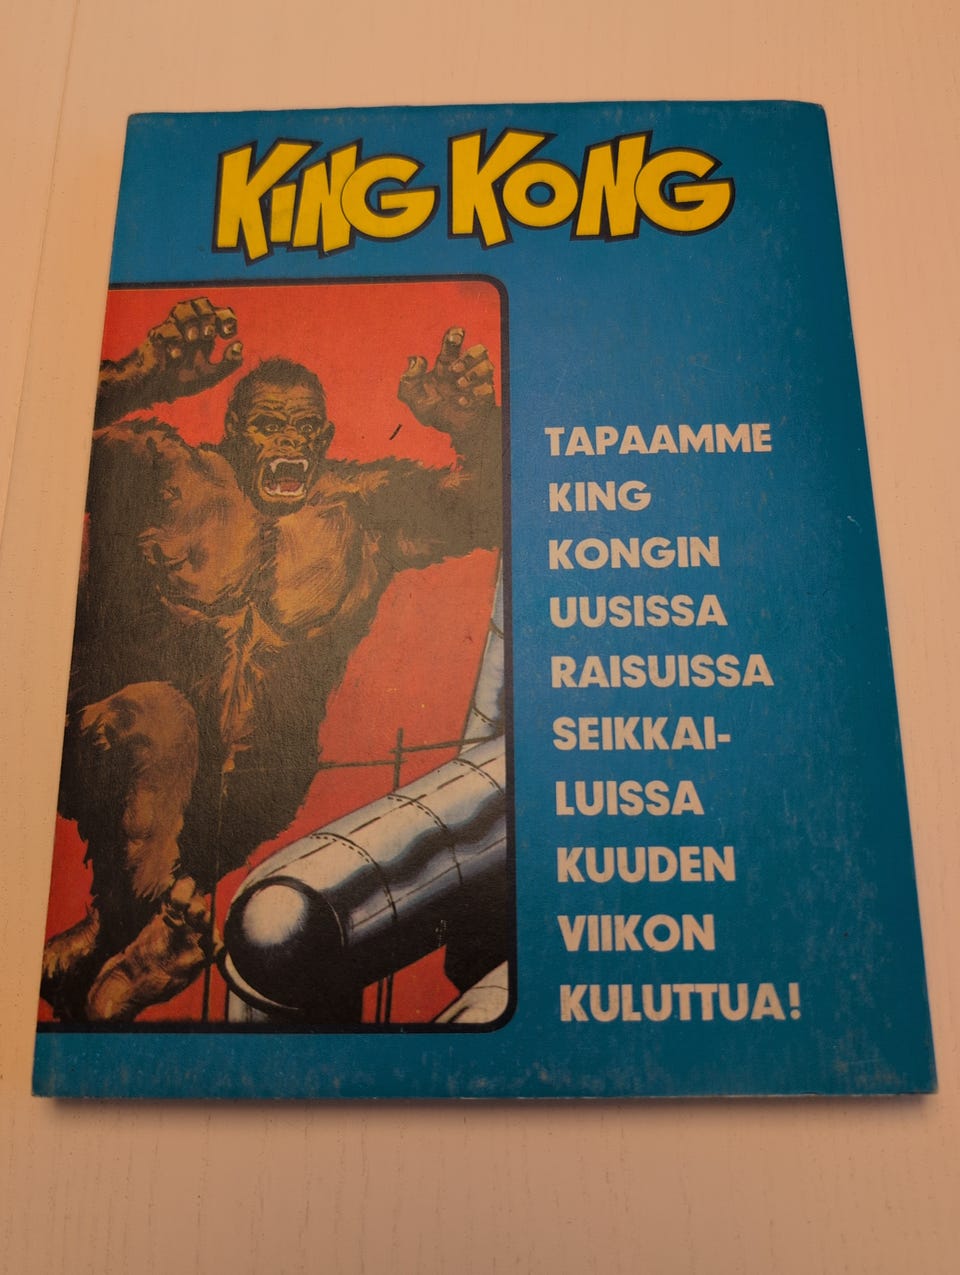 KING KONG
TAPAAMME
KING
KONGIN
UUSISSA
RAISUISSA
SEIKKAI-
LUISSA
KUUDEN
VIIKON
KULUTTUA!